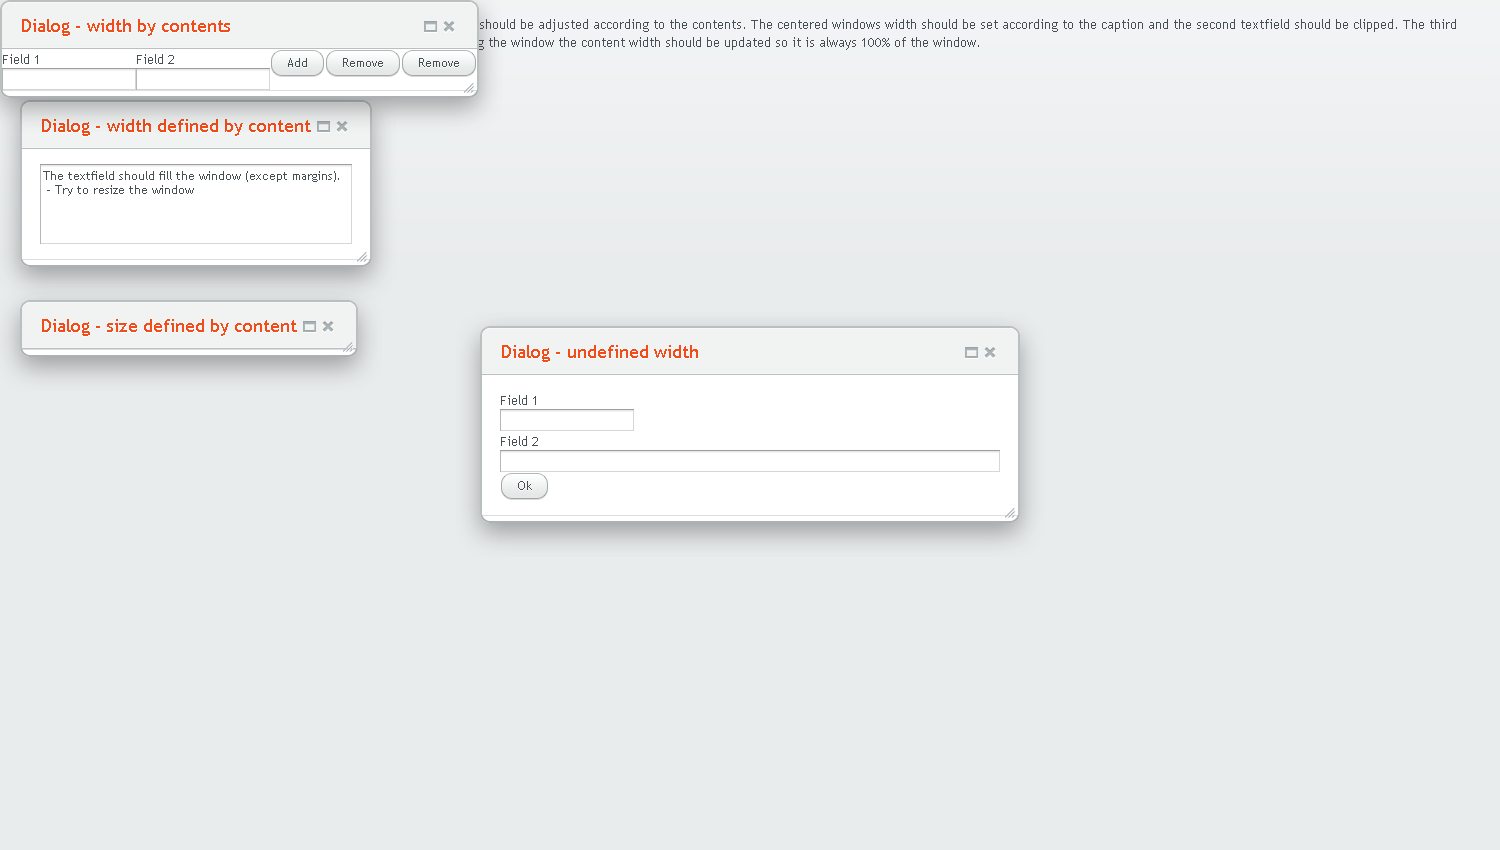 Dialog - width by contents
should be adjusted according to the contents. The centered windows width should be set according to the caption and the second textfield should be clipped. The third
g the window the content width should be updated so it is always 100% of the window.
Field 1 Field 2 Add Remove Remove
Dialog - width defined by content
The textfield should fill the window (except margins).
- Try to resize the window
Dialog - size defined by content
Dialog - undefined width
Field 1
Field 2
Ok